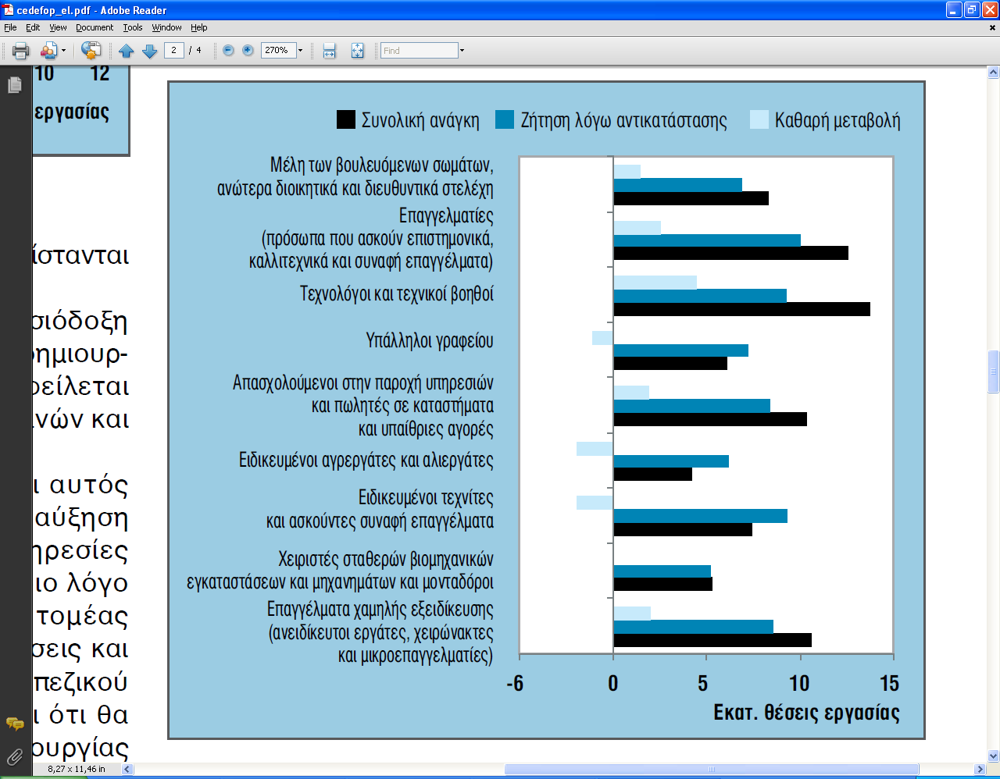 cedefop_el.pdf - Adobe Reader
File Edit View Document Tools Window Help
2 / 4 270% Find
10 12
εργασίας
ίστανται
σιόδοξη
ημιουρ-
είλεται
νών και
ι αυτός
αύξηση
ηρεσίες
ιο λόγο
τομέας
σεις και
πεζικού
ι ότι θα
ουργίας
Συνολική ανάγκη Ζήτηση λόγω αντικατάστασης Καθαρή μεταβολή
Μέλη των βουλευόμενων σωμάτων,
ανώτερα διοικητικά και διευθυντικά στελέχη
Επαγγελματίες
(πρόσωπα που ασκούν επιστημονικά,
καλλιτεχνικά και συναφή επαγγέλματα)
Τεχνολόγοι και τεχνικοί βοηθοί
Υπάλληλοι γραφείου
Απασχολούμενοι στην παροχή υπηρεσιών
και πωλητές σε καταστήματα
και υπαίθριες αγορές
Ειδικευμένοι αγρεργάτες και αλιεργάτες
Ειδικευμένοι τεχνίτες
και ασκούντες συναφή επαγγέλματα
Χειριστές σταθερών βιομηχανικών
εγκαταστάσεων και μηχανημάτων και μονταδόροι
Επαγγέλματα χαμηλής εξειδίκευσης
(ανειδίκευτοι εργάτες, χειρώνακτες
και μικροεπαγγελματίες)
-6 0 5 10 15
Εκατ. θέσεις εργασίας
8,27 x 11,46 in